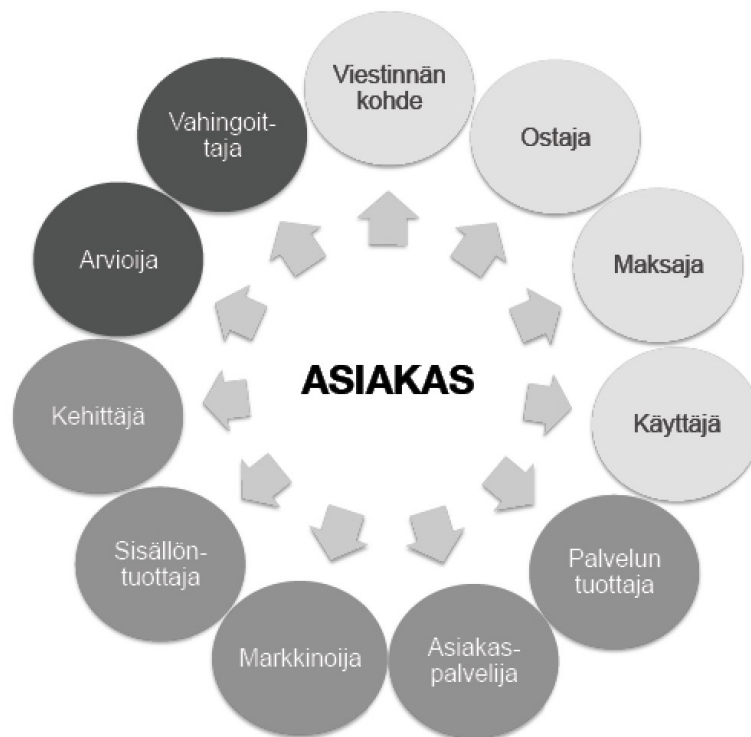 Viestinnän
kohde
Ostaja
Maksaja
Käyttäjä
Palvelun
tuottaja
Asiakas-
palvelija
Markkinoija
Sisällön-
tuottaja
Kehittäjä
Arvioija
Vahingoit-
taja
ASIAKAS